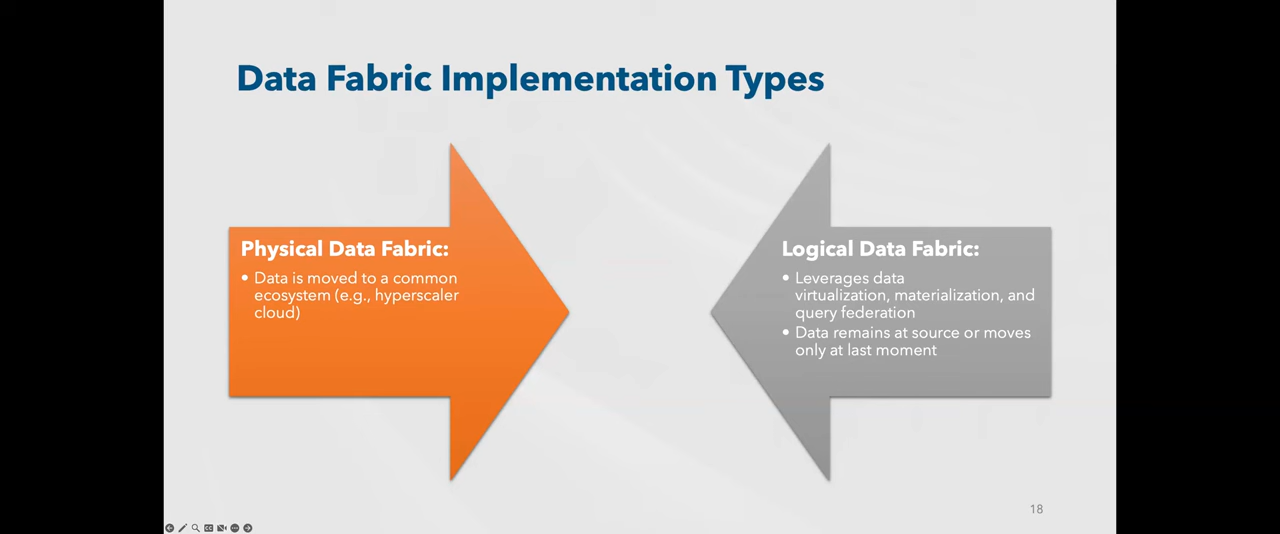 Data Fabric Implementation Types
Physical Data Fabric:
• Data is moved to a common
ecosystem (e.g., hyperscaler
cloud)
Logical Data Fabric:
• Leverages data
virtualization, materialization, and
query federation
• Data remains at source or moves
only at last moment
18